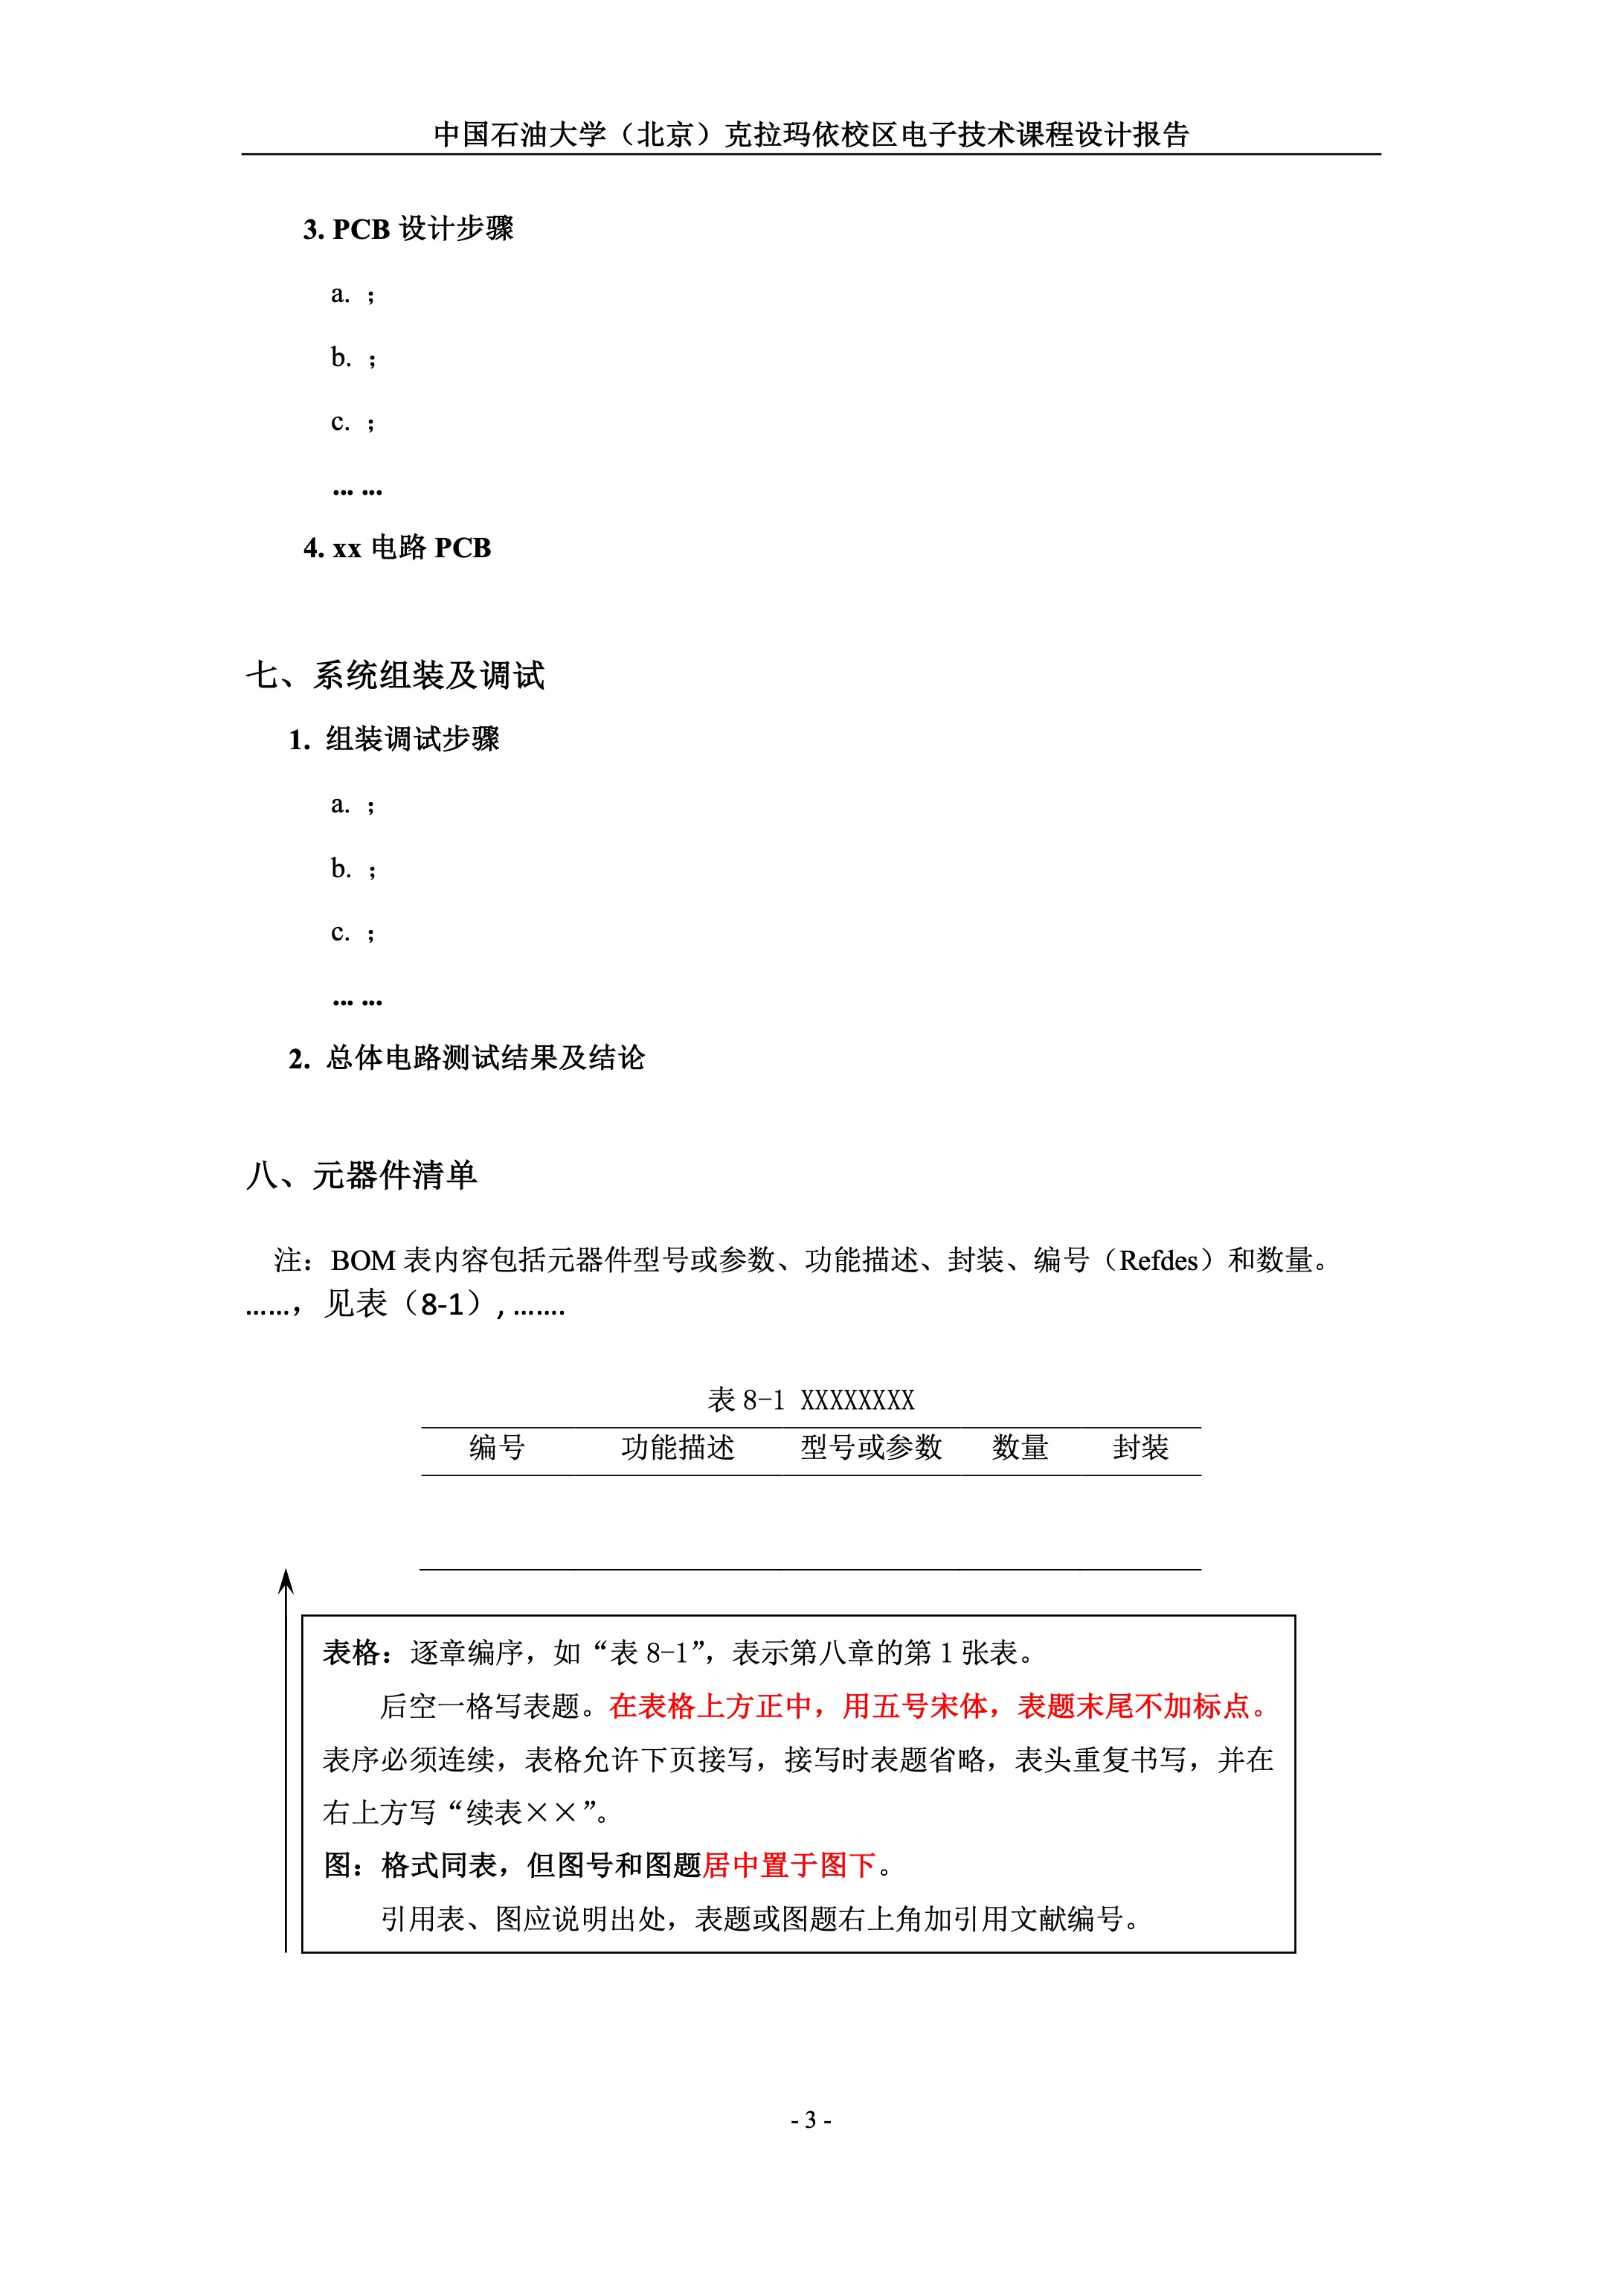 中国石油大学（北京）克拉玛依校区电子技术课程设计报告
3. PCB 设计步骤
a. ；
b. ；
c. ；
… …
4. xx 电路 PCB
七、系统组装及调试
1. 组装调试步骤
a. ；
b. ；
c. ；
… …
2. 总体电路测试结果及结论
八、元器件清单
注：BOM 表内容包括元器件型号或参数、功能描述、封装、编号（Refdes）和数量。
……，见表（8-1）, …….
表 8-1 XXXXXXXX
编号 功能描述 型号或参数 数量 封装
表格：逐章编序，如“表 8-1”，表示第八章的第 1 张表。
后空一格写表题。在表格上方正中，用五号宋体，表题末尾不加标点。
表序必须连续，表格允许下页接写，接写时表题省略，表头重复书写，并在
右上方写“续表××”。
图：格式同表，但图号和图题居中置于图下。
引用表、图应说明出处，表题或图题右上角加引用文献编号。
- 3 -